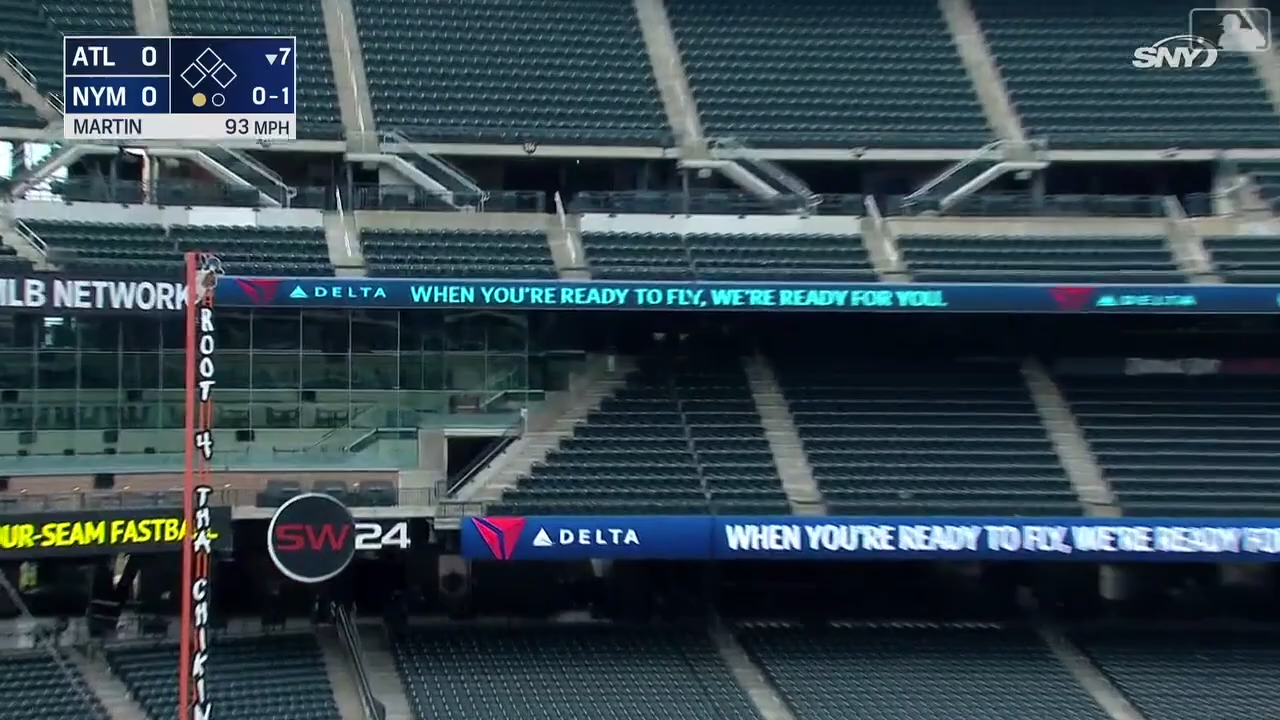 ATL 0
NYM 0
▼7
0-1
MARTIN 93 MPH
SNY
MLB NETWORK
DELTA WHEN YOU'RE READY TO FLY, WE'RE READY FOR YOU. DELTA
ROOT 4 THA CHIKIN
UR-SEAM FASTBA
SW24
DELTA WHEN YOU'RE READY TO FLY, WE'RE READY FO